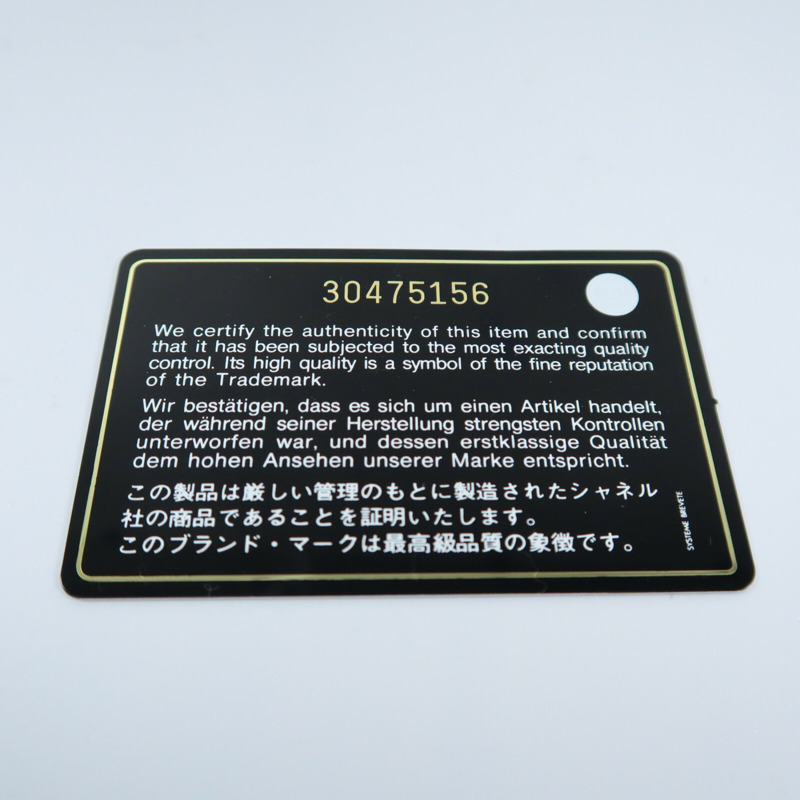 30475156
We certify the authenticity of this item and confirm
that it has been subjected to the most exacting quality
control. Its high quality is a symbol of the fine reputation
of the Trademark.
Wir bestätigen, dass es sich um einen Artikel handelt,
der während seiner Herstellung strengsten Kontrollen
unterworfen war, und dessen erstklassige Qualität
dem hohen Ansehen unserer Marke entspricht.
この製品は厳しい管理のもとに製造されたシャネル
社の商品であることを証明いたします。
このブランド・マークは最高級品質の象徴です。
SYSTEME BREVETE